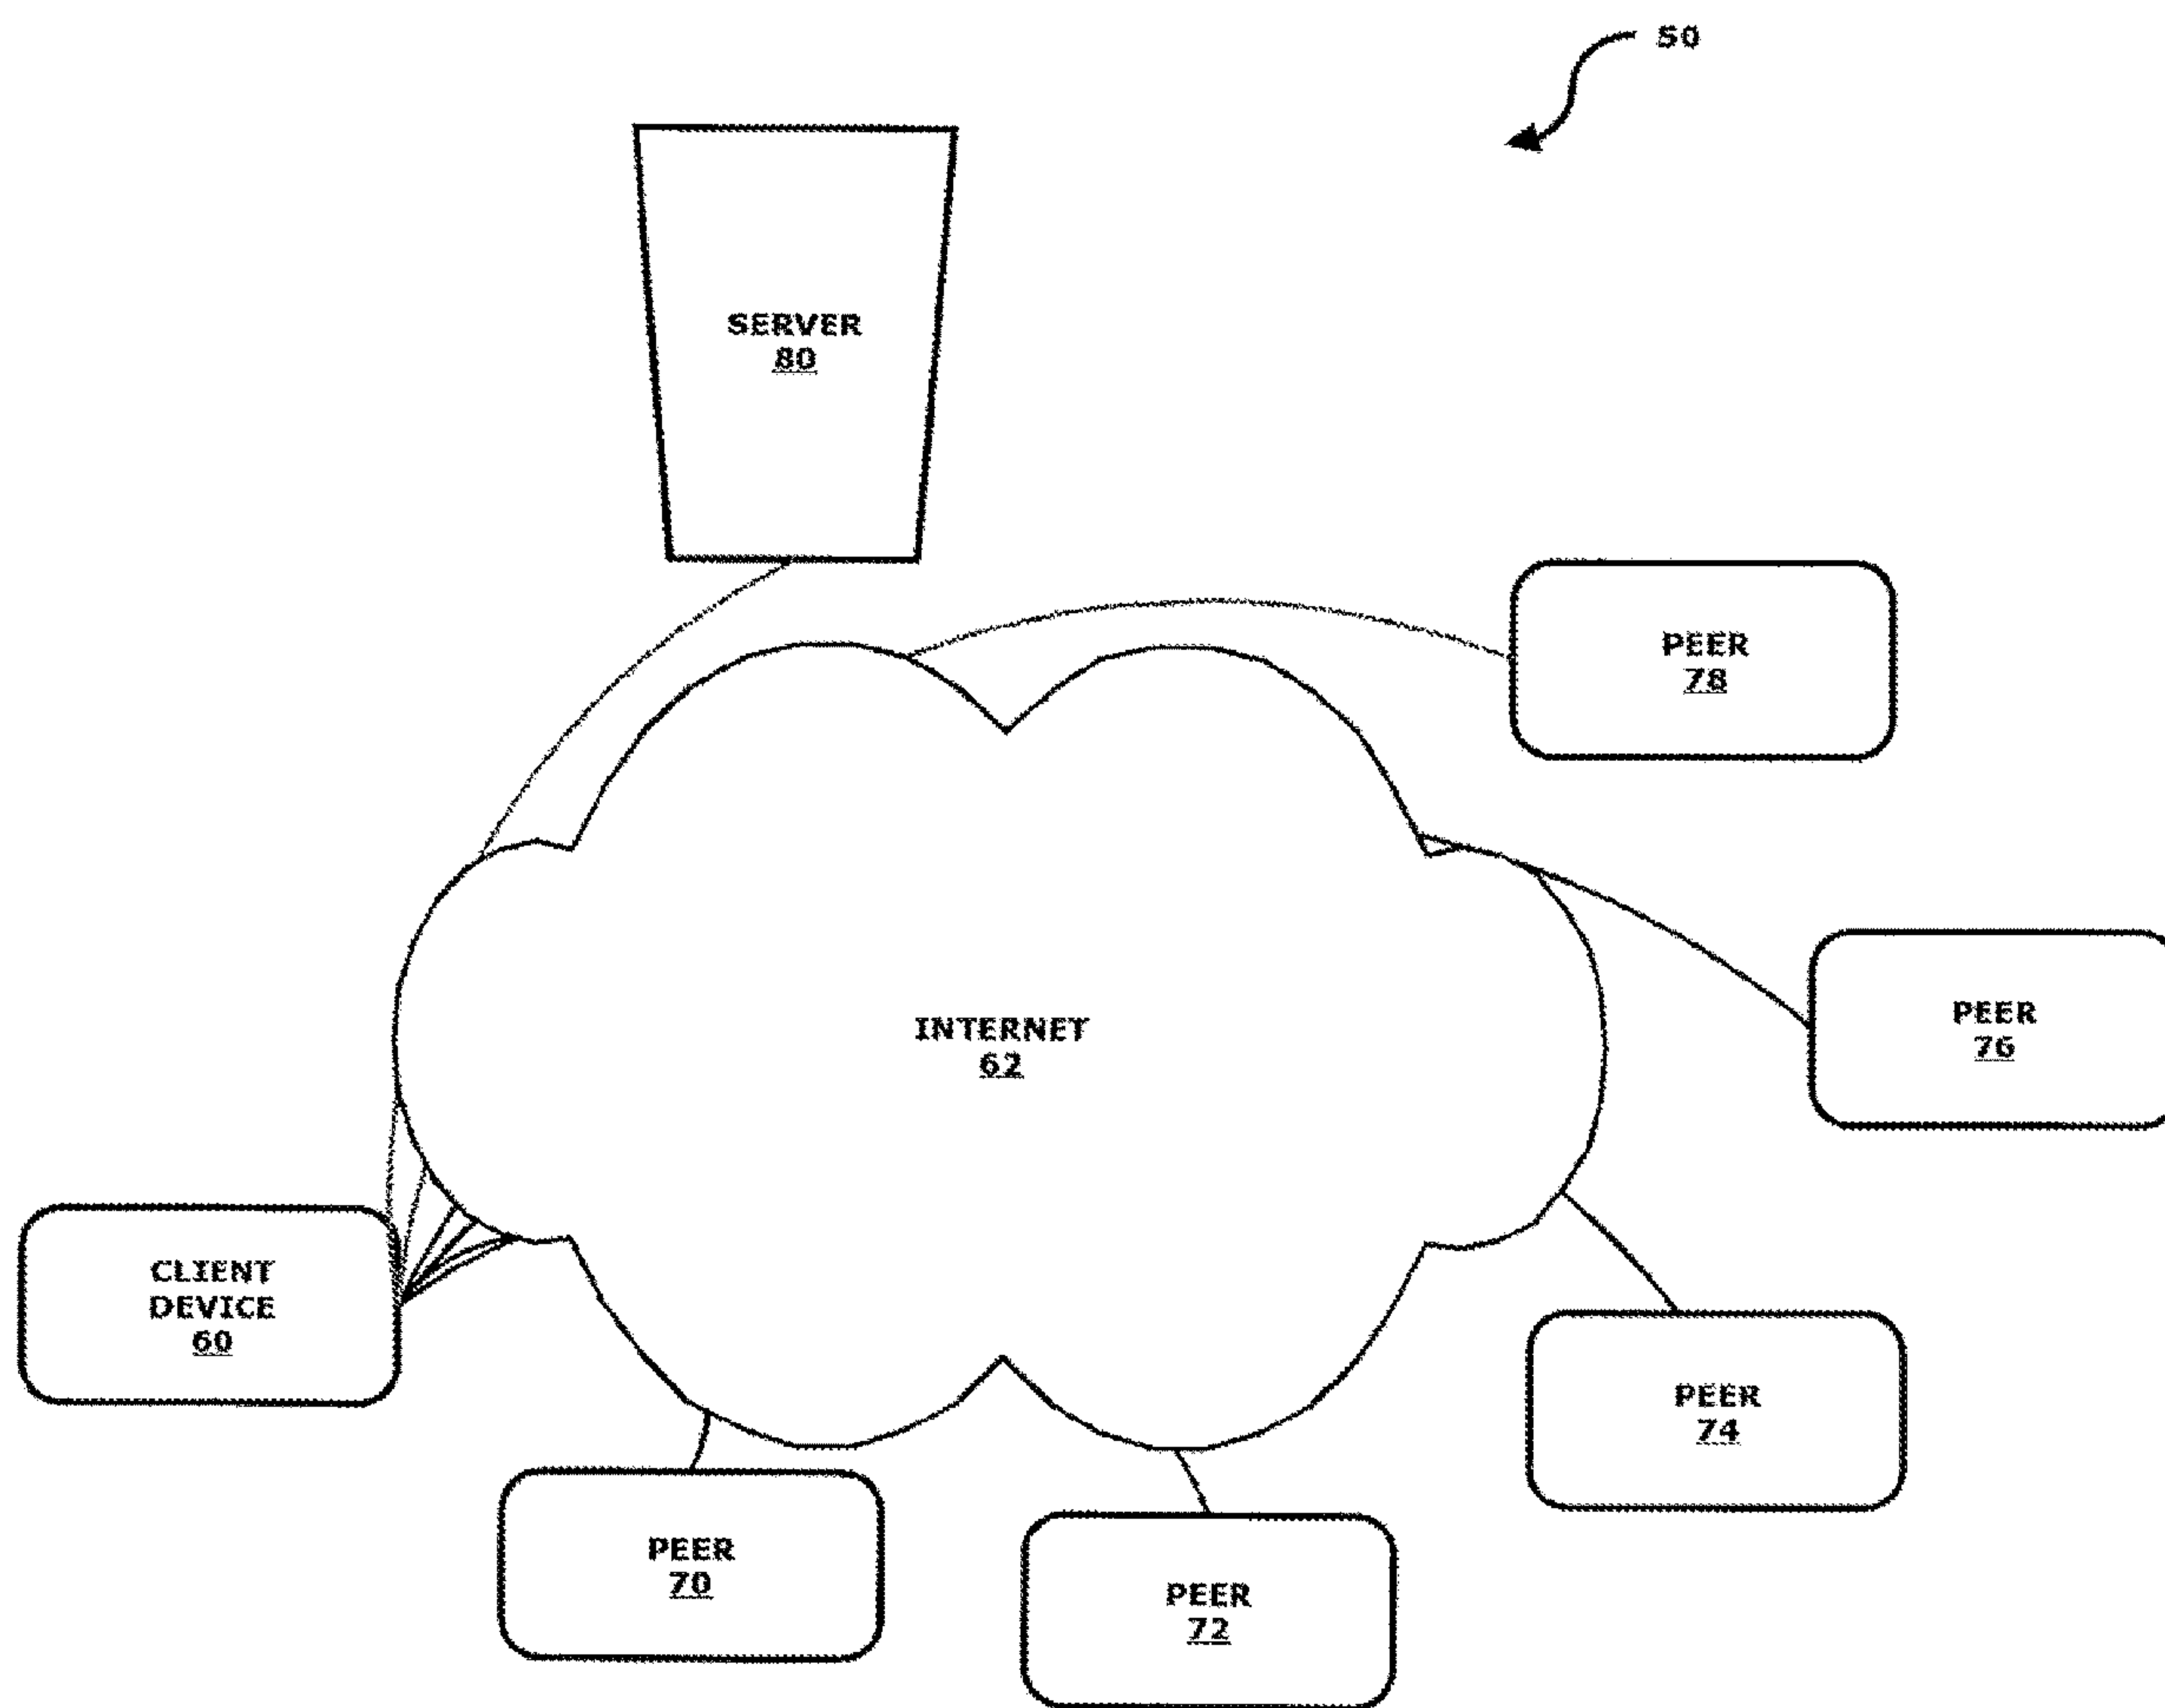 50
SERVER
80
PEER
78
INTERNET
62
PEER
76
CLIENT
DEVICE
60
PEER
74
PEER
70
PEER
72